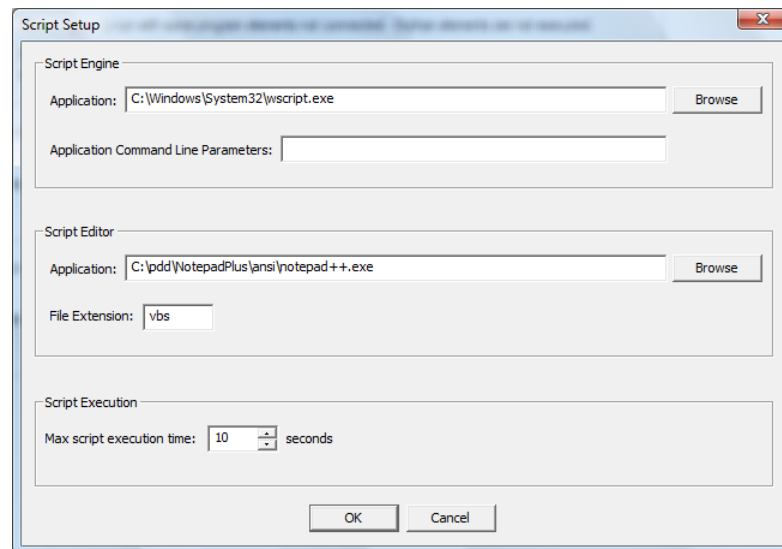 Script Setup
Script Engine
Application: C:\Windows\System32\wscript.exe Browse
Application Command Line Parameters:
Script Editor
Application: C:\pdd\NotepadPlus\ansi\notepad++.exe Browse
File Extension: vbs
Script Execution
Max script execution time: 10 seconds
OK Cancel